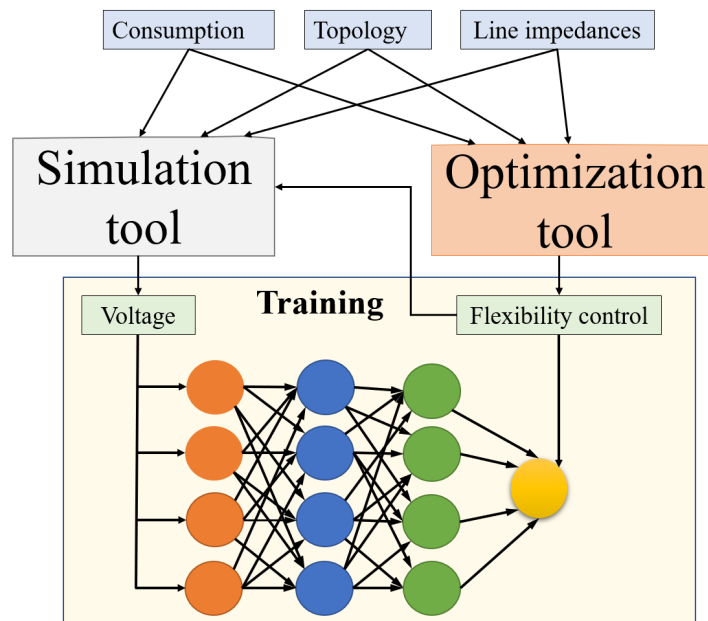 Consumption
Topology
Line impedances
Simulation
tool
Optimization
tool
Training
Voltage
Flexibility control